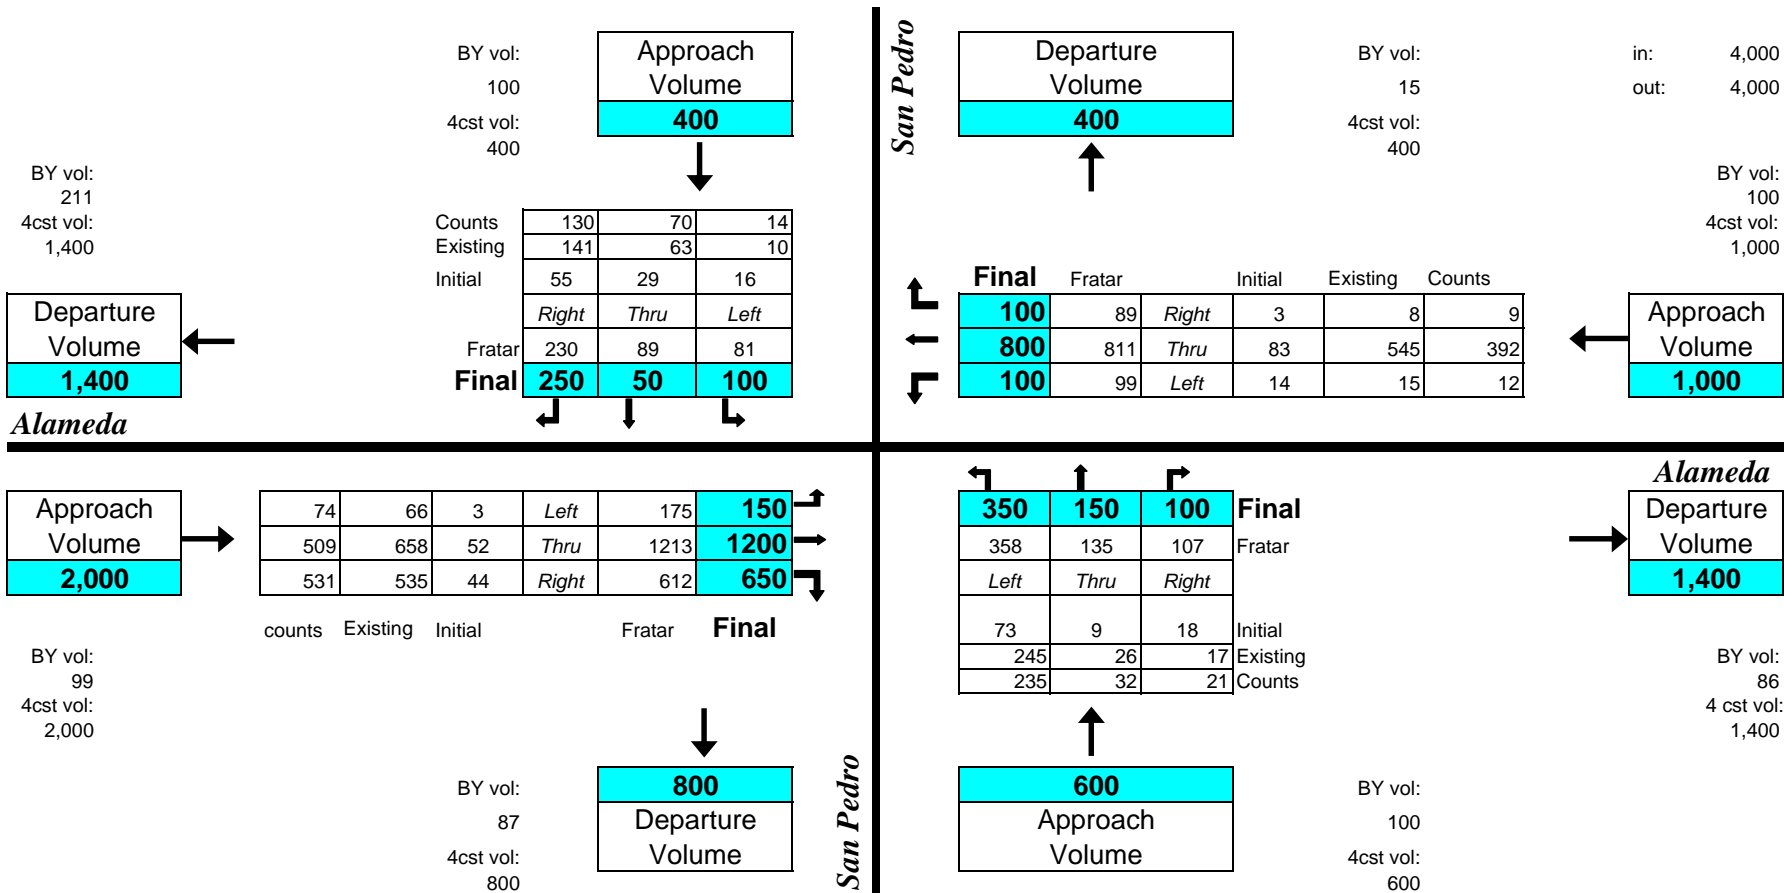 BY vol:
100
4cst vol:
400
Approach
Volume
400
San Pedro
Departure
Volume
400
BY vol:
15
4cst vol:
400
in: 4,000
out: 4,000
BY vol:
211
4cst vol:
1,400
BY vol:
100
4cst vol:
1,000
Counts 130 70 14
Existing 141 63 10
Initial 55 29 16
Right Thru Left
Fratar 230 89 81
Final 250 50 100
Departure
Volume
1,400
Alameda
Final Fratar Initial Existing Counts
100 89 Right 3 8 9
800 811 Thru 83 545 392
100 99 Left 14 15 12
Approach
Volume
1,000
Approach
Volume
2,000
74 66 3 Left 175 150
509 658 52 Thru 1213 1200
531 535 44 Right 612 650
counts Existing Initial Fratar Final
BY vol:
99
4cst vol:
2,000
350 150 100 Final
358 135 107 Fratar
Left Thru Right
73 9 18 Initial
245 26 17 Existing
235 32 21 Counts
Alameda
Departure
Volume
1,400
BY vol:
86
4 cst vol:
1,400
BY vol:
87
4cst vol:
800
800
Departure
Volume
San Pedro
600
Approach
Volume
BY vol:
100
4cst vol:
600